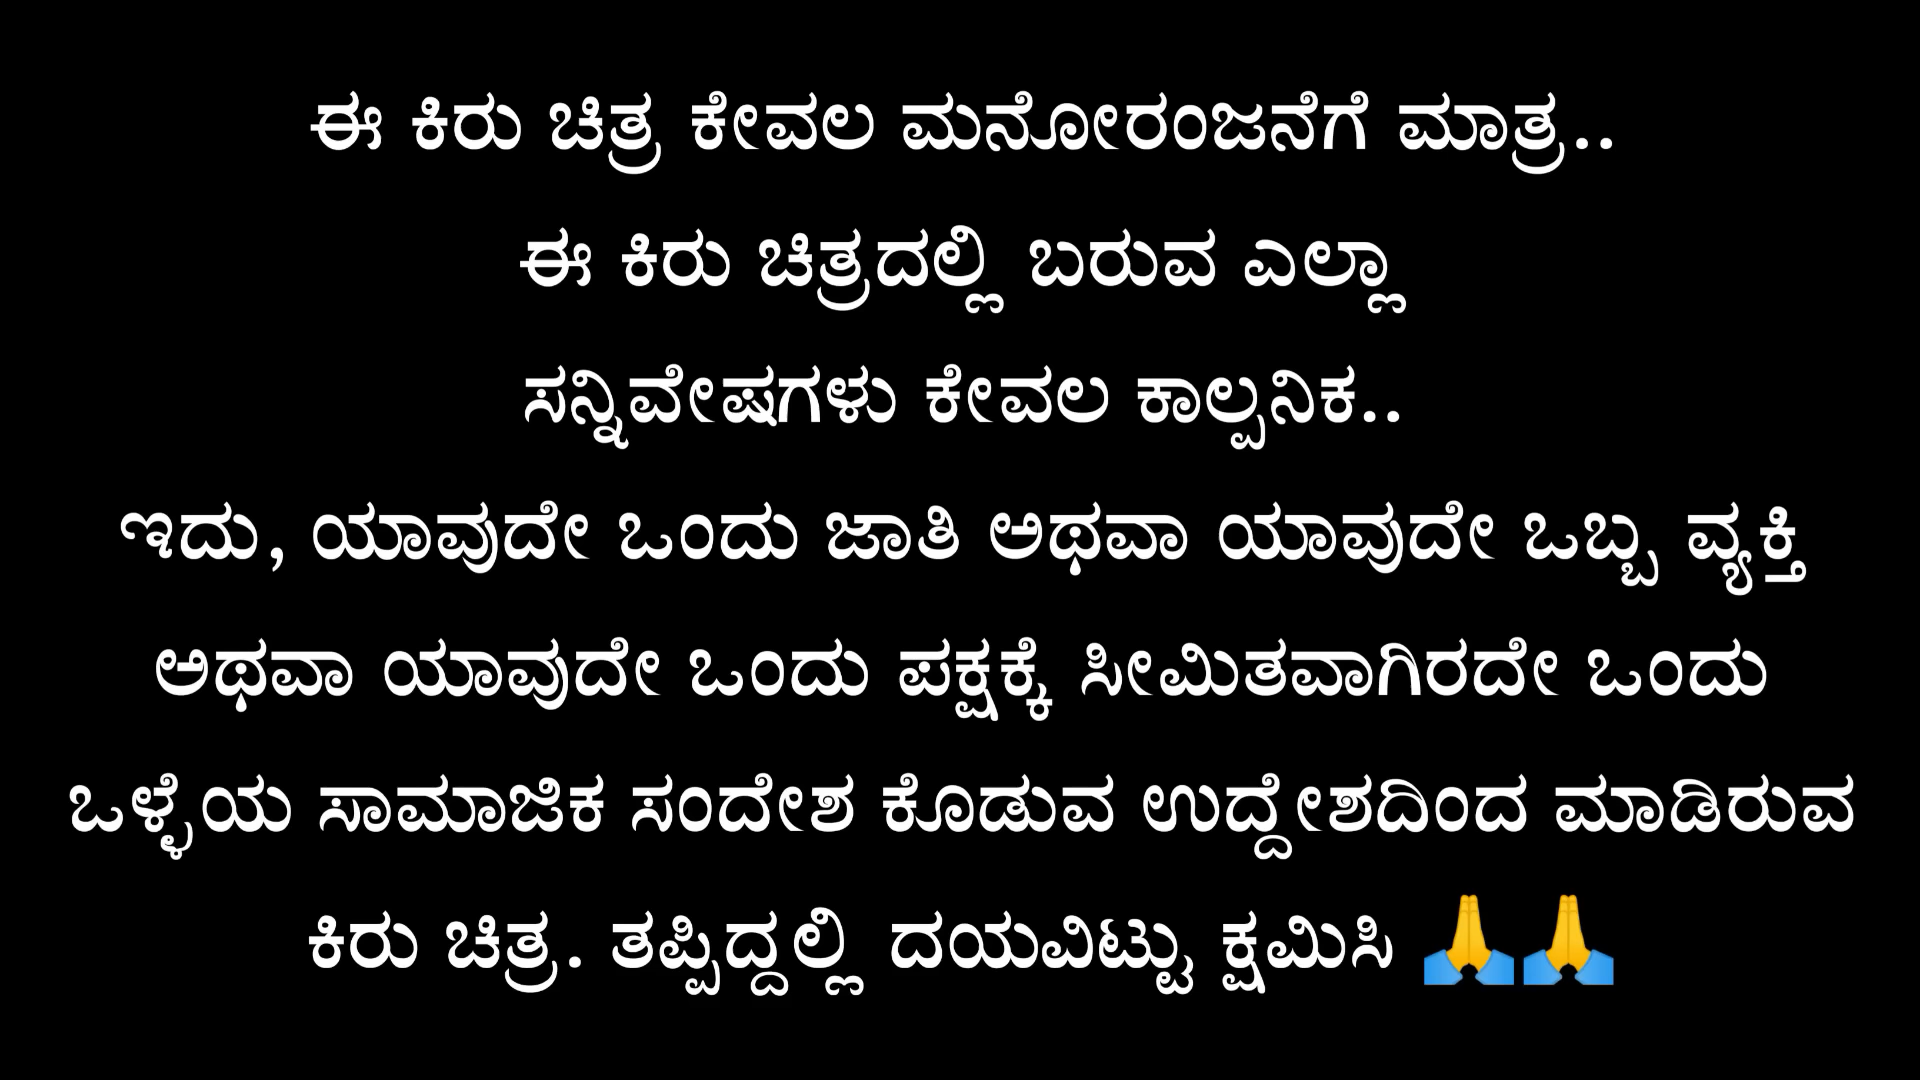 ಈ ಕಿರು ಚಿತ್ರ ಕೇವಲ ಮನೋರಂಜನೆಗೆ ಮಾತ್ರ..
ಈ ಕಿರು ಚಿತ್ರದಲ್ಲಿ ಬರುವ ಎಲ್ಲಾ
ಸನ್ನಿವೇಷಗಳು ಕೇವಲ ಕಾಲ್ಪನಿಕ..
ಇದು, ಯಾವುದೇ ಒಂದು ಜಾತಿ ಅಥವಾ ಯಾವುದೇ ಒಬ್ಬ ವ್ಯಕ್ತಿ
ಅಥವಾ ಯಾವುದೇ ಒಂದು ಪಕ್ಷಕ್ಕೆ ಸೀಮಿತವಾಗಿರದೇ ಒಂದು
ಒಳ್ಳೆಯ ಸಾಮಾಜಿಕ ಸಂದೇಶ ಕೊಡುವ ಉದ್ದೇಶದಿಂದ ಮಾಡಿರುವ
ಕಿರು ಚಿತ್ರ. ತಪ್ಪಿದ್ದಲ್ಲಿ ದಯವಿಟ್ಟು ಕ್ಷಮಿಸಿ 🙏🙏